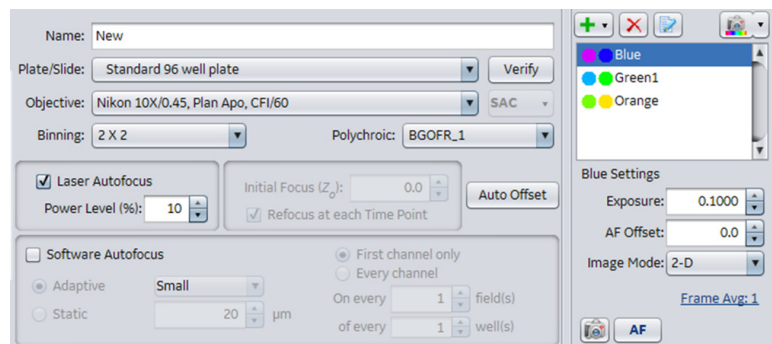 Name: New
Plate/Slide: Standard 96 well plate Verify
Objective: Nikon 10X/0.45, Plan Apo, CFI/60 SAC
Binning: 2 X 2 Polychroic: BGOFR_1
Laser Autofocus
Power Level (%): 10
Initial Focus (Zo): 0.0
Refocus at each Time Point
Auto Offset
Software Autofocus
Adaptive Small
Static 20 µm
First channel only
Every channel
On every 1 field(s)
of every 1 well(s)
Blue
Green1
Orange
Blue Settings
Exposure: 0.1000
AF Offset: 0.0
Image Mode: 2-D
Frame Avg: 1
AF